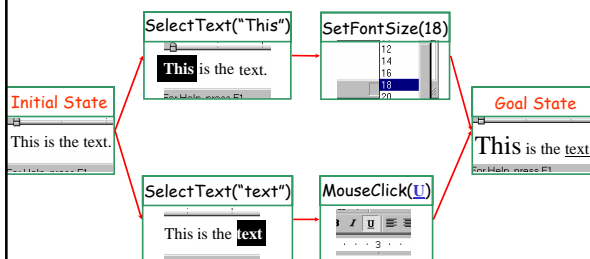 SelectText("This")
This is the text.
For Help, press F1
SetFontSize(18)
12
14
16
18
20
Initial State
This is the text.
For Help, press F1
Goal State
This is the text
For Help, press F1
SelectText("text")
This is the text
MouseClick(U)
I U
3